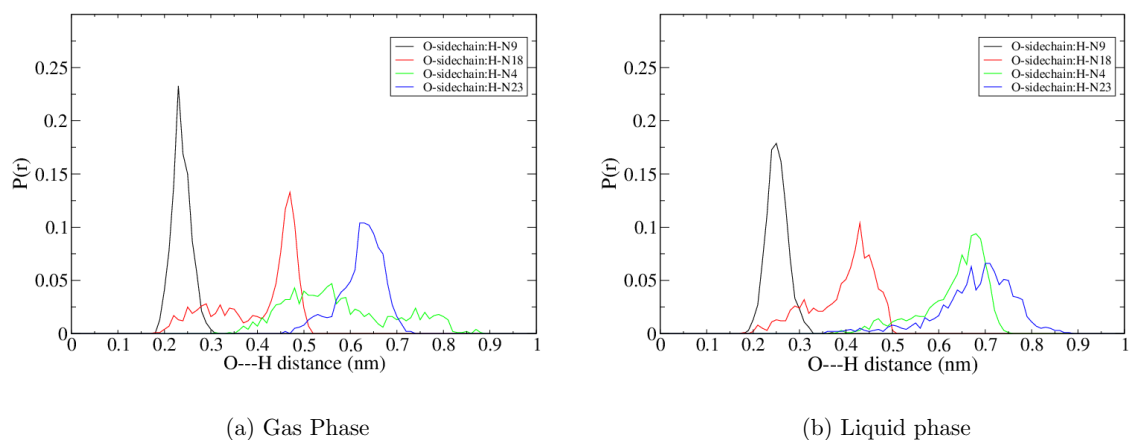 O-sidechain:H-N9
O-sidechain:H-N18
O-sidechain:H-N4
O-sidechain:H-N23
0.25
0.2
0.15
0.1
0.05
0
P(r)
0 0.1 0.2 0.3 0.4 0.5 0.6 0.7 0.8 0.9 1
O---H distance (nm)
(a) Gas Phase
O-sidechain:H-N9
O-sidechain:H-N18
O-sidechain:H-N4
O-sidechain:H-N23
0.25
0.2
0.15
0.1
0.05
0
P(r)
0 0.1 0.2 0.3 0.4 0.5 0.6 0.7 0.8 0.9 1
O---H distance (nm)
(b) Liquid phase